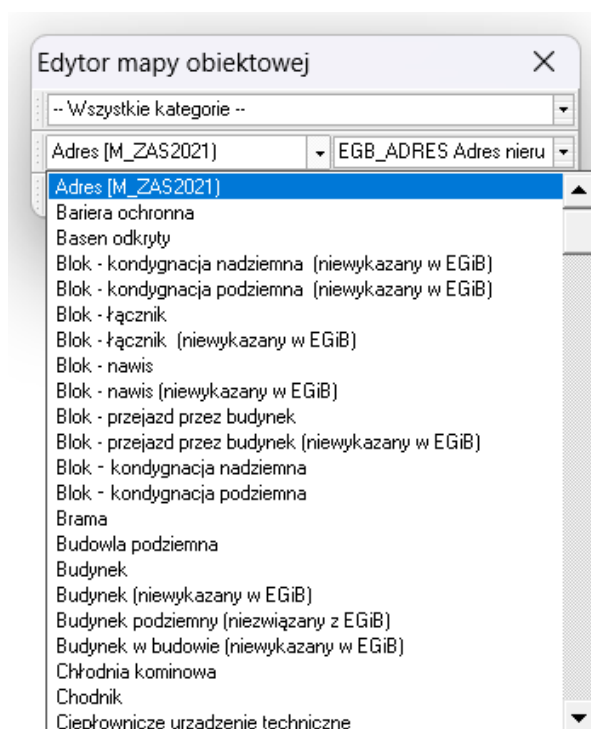 Edytor mapy obiektowej
-- Wszystkie kategorie --
Adres [M_ZAS2021) EGB_ADRES Adres nieru
Adres [M_ZAS2021)
Bariera ochronna
Basen odkryty
Blok - kondygnacja nadziemna (niewykazany w EGiB)
Blok - kondygnacja podziemna (niewykazany w EGiB)
Blok - łącznik
Blok - łącznik (niewykazany w EGiB)
Blok - nawis
Blok - nawis (niewykazany w EGiB)
Blok - przejazd przez budynek
Blok - przejazd przez budynek (niewykazany w EGiB)
Blok - kondygnacja nadziemna
Blok - kondygnacja podziemna
Brama
Budowla podziemna
Budynek
Budynek (niewykazany w EGiB)
Budynek podziemny (niezwiązany z EGiB)
Budynek w budowie (niewykazany w EGiB)
Chłodnia kominowa
Chodnik
Ciepłownicze urządzenie techniczne